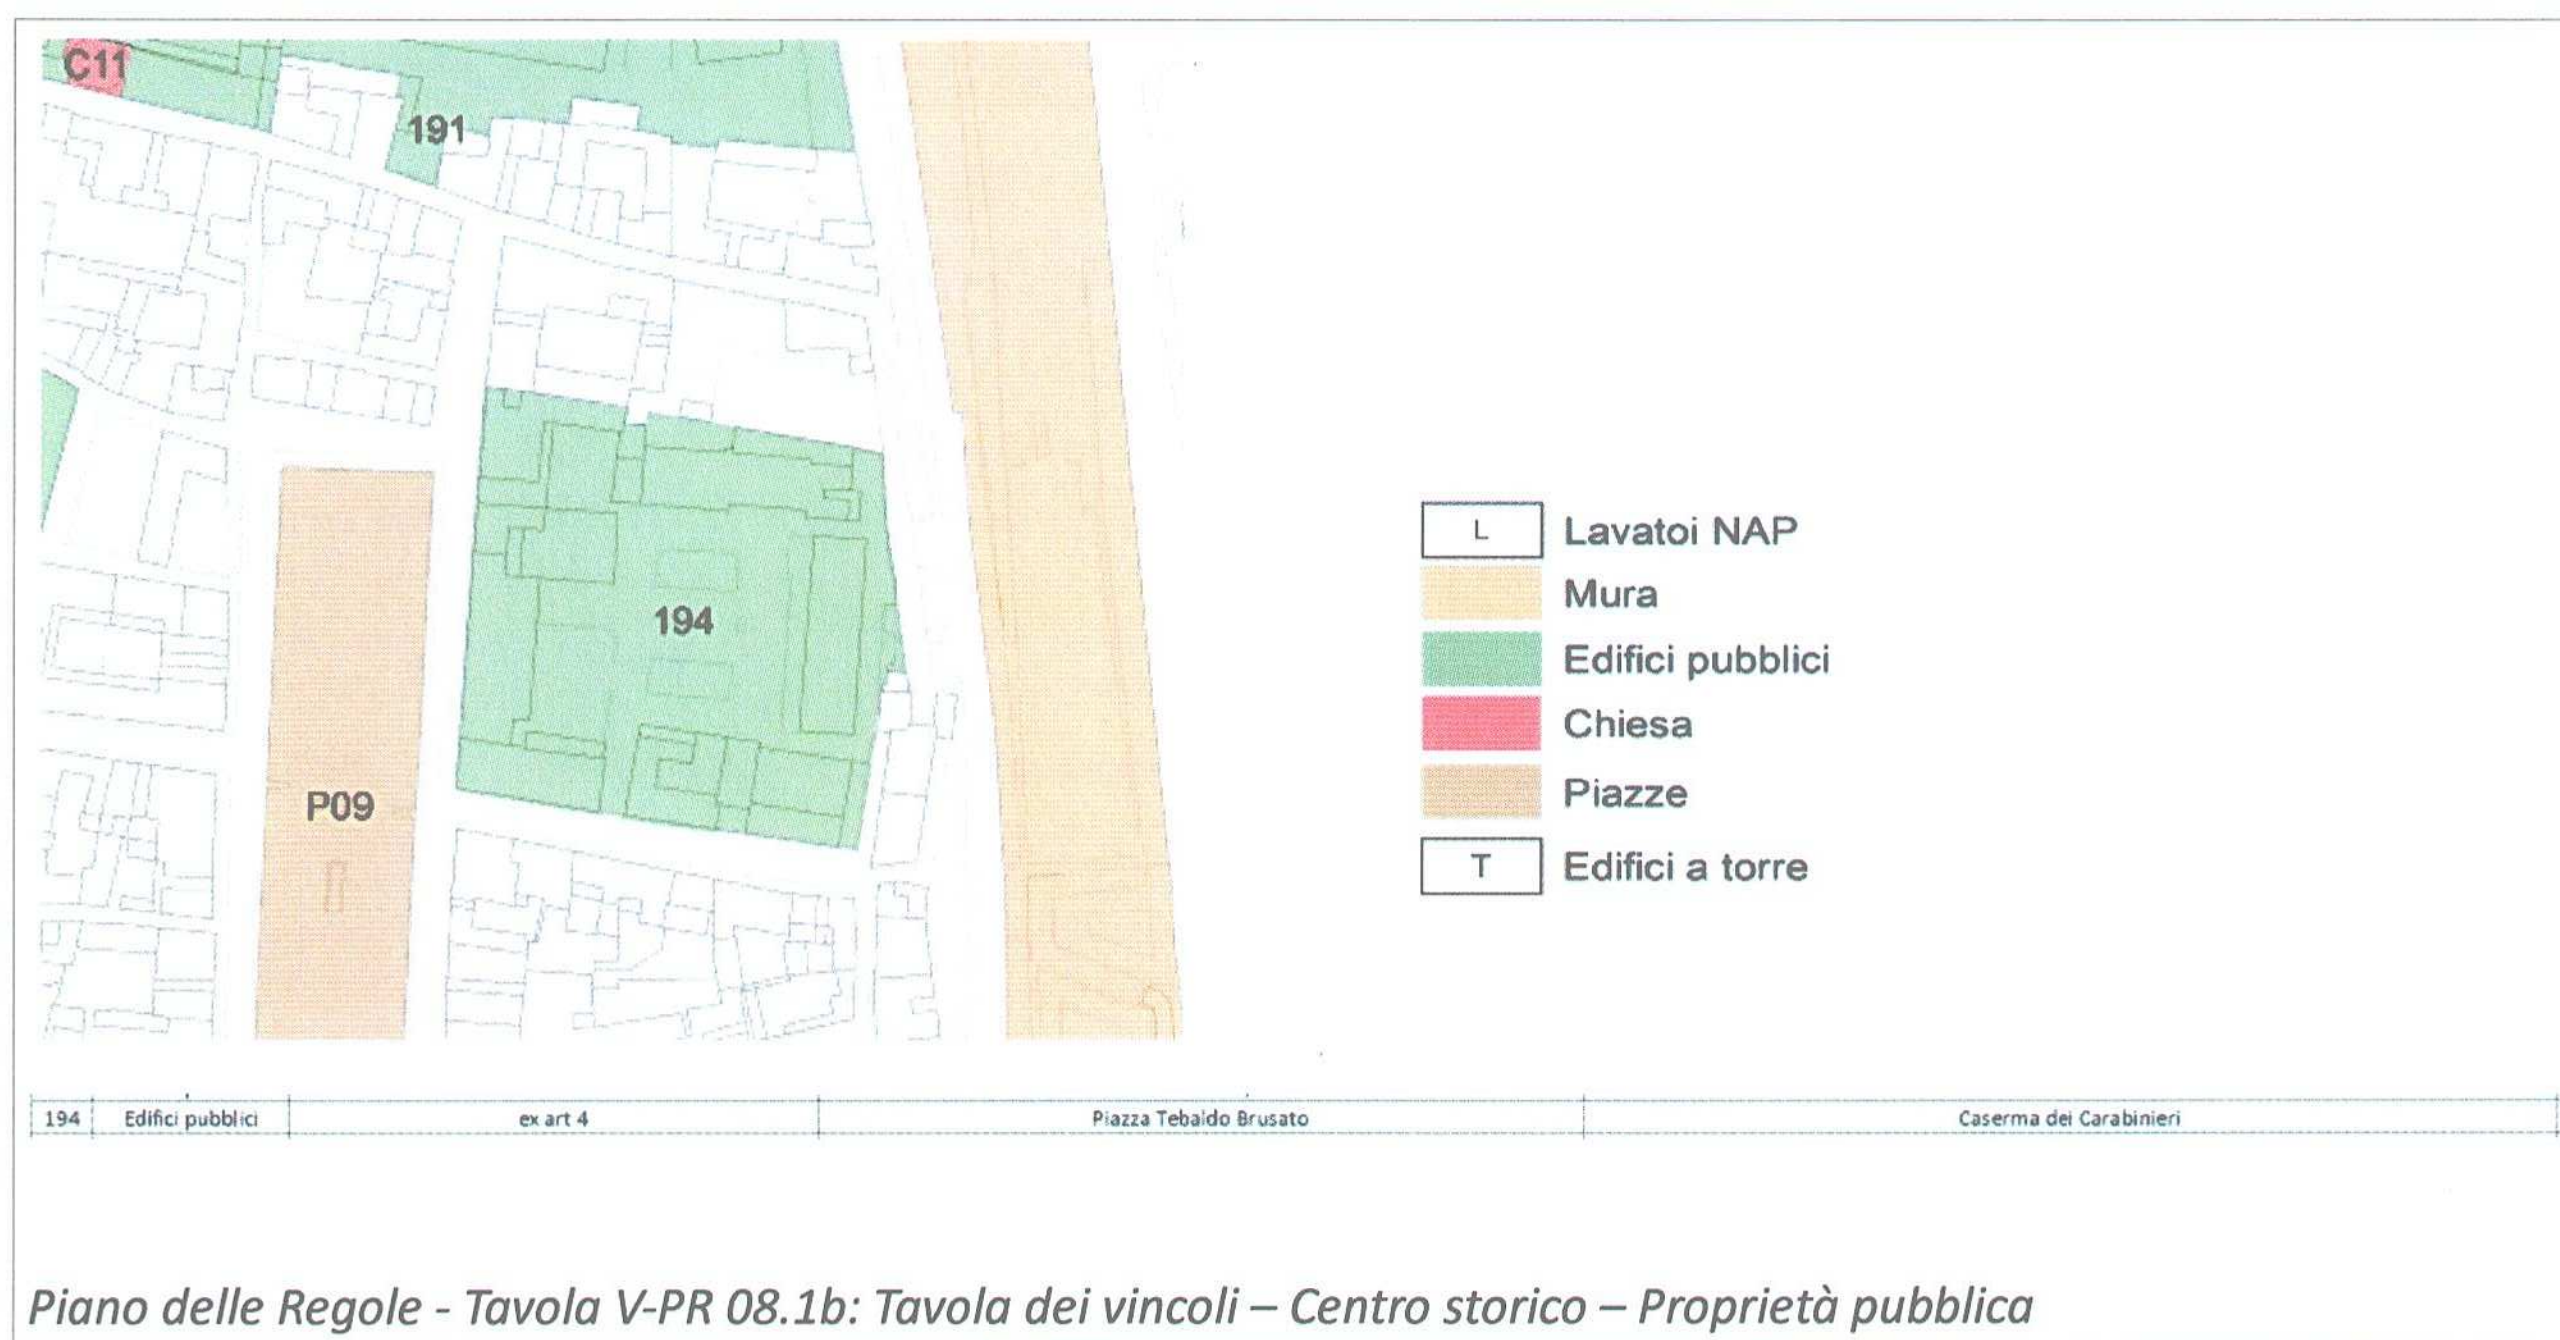 C11
191
194
P09
L Lavatoi NAP
Mura
Edifici pubblici
Chiesa
Piazze
T Edifici a torre
194 Edifici pubblici ex art 4 Piazza Tebaldo Brusato Caserma dei Carabinieri
Piano delle Regole - Tavola V-PR 08.1b: Tavola dei vincoli – Centro storico – Proprietà pubblica